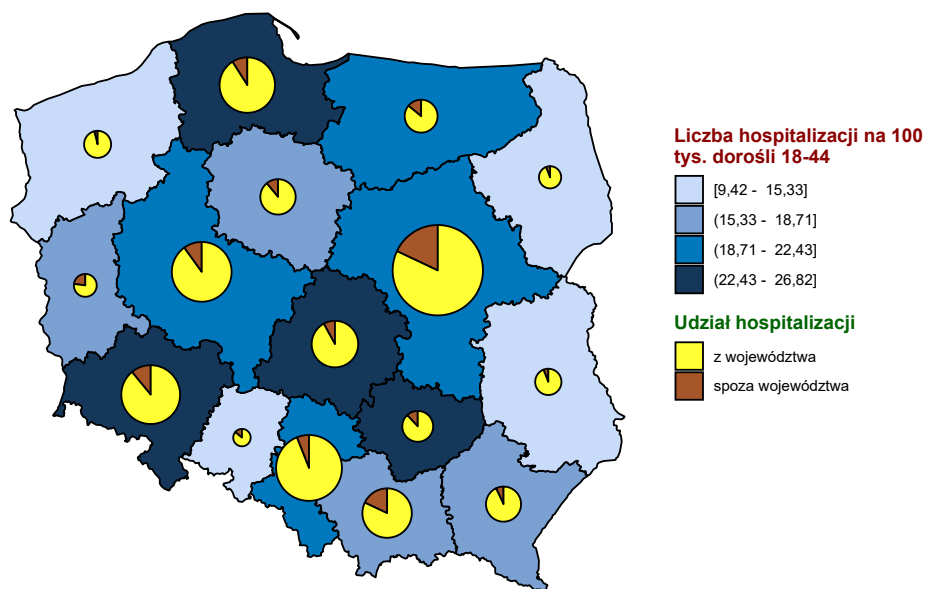 Liczba hospitalizacji na 100
tys. dorośli 18-44
[9,42 - 15,33]
(15,33 - 18,71]
(18,71 - 22,43]
(22,43 - 26,82]
Udział hospitalizacji
z województwa
spoza województwa